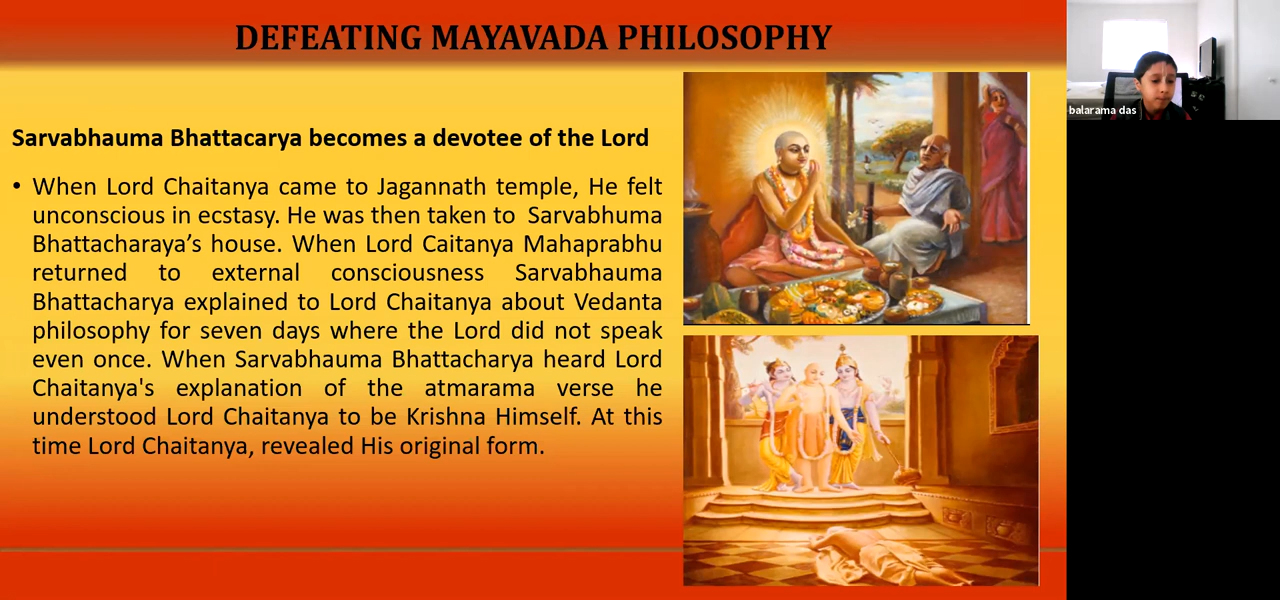 DEFEATING MAYAVADA PHILOSOPHY
balarama das
Sarvabhauma Bhattacarya becomes a devotee of the Lord
• When Lord Chaitanya came to Jagannath temple, He felt
unconscious in ecstasy. He was then taken to Sarvabhuma
Bhattacharaya’s house. When Lord Caitanya Mahaprabhu
returned to external consciousness Sarvabhauma
Bhattacharya explained to Lord Chaitanya about Vedanta
philosophy for seven days where the Lord did not speak
even once. When Sarvabhauma Bhattacharya heard Lord
Chaitanya's explanation of the atmarama verse he
understood Lord Chaitanya to be Krishna Himself. At this
time Lord Chaitanya, revealed His original form.